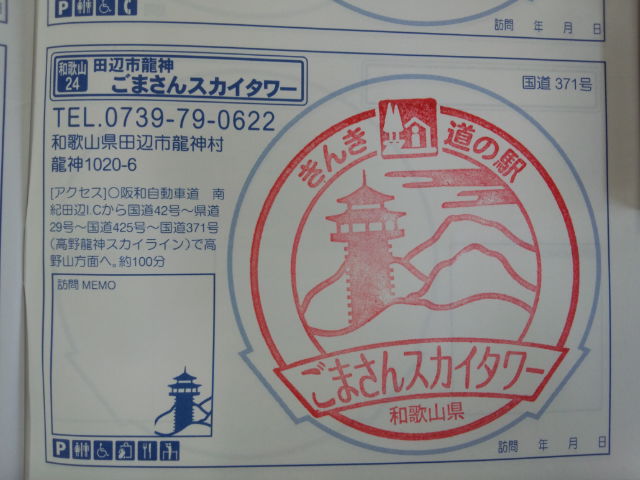 P
訪問 年 月 日
和歌山
24
田辺市龍神
ごまさんスカイタワー
国道 371号
TEL.0739-79-0622
和歌山県田辺市龍神村
龍神1020-6
[アクセス]○阪和自動車道 南
紀田辺I.Cから国道42号～県道
29号～国道425号～国道371号
(高野龍神スカイライン)で高
野山方面へ。約100分
訪問 MEMO
きんき 道の駅
ごまさんスカイタワー
和歌山県
P
訪問 年 月 日